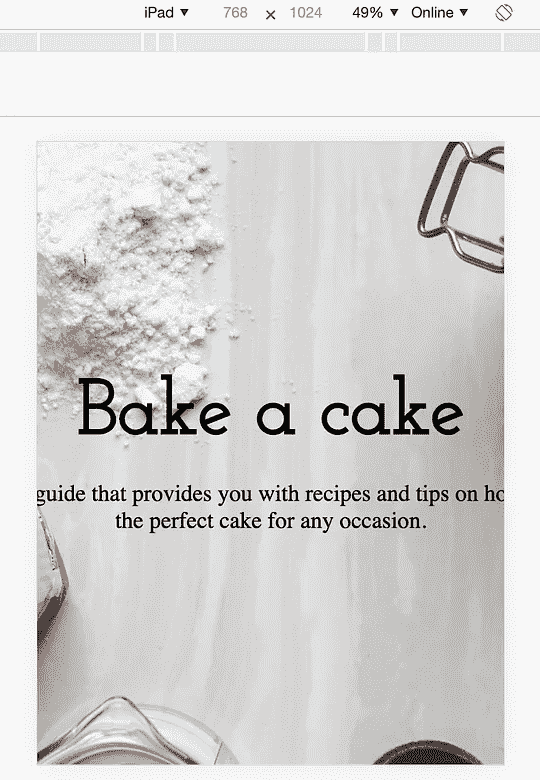 iPad ▼ 768 × 1024 49% ▼ Online ▼
Bake a cake
guide that provides you with recipes and tips on ho
the perfect cake for any occasion.